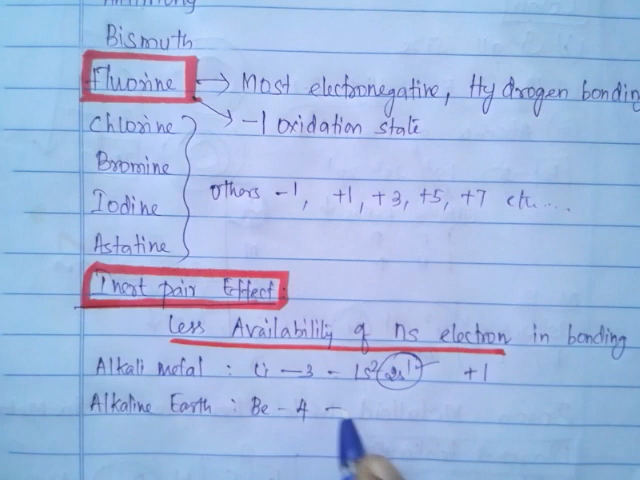 Bismuth
Fluorine → Most electronegative, Hydrogen bonding
→ -1 oxidation state
Chlorine
Bromine
others -1, +1, +3, +5, +7 etc....
Iodine
Astatine
Inert pair Effect:
Less Availability of ns electron in bonding
Alkali metal : Li - 3 - 1s² 2s¹ - +1
Alkaline Earth : Be - 4 -